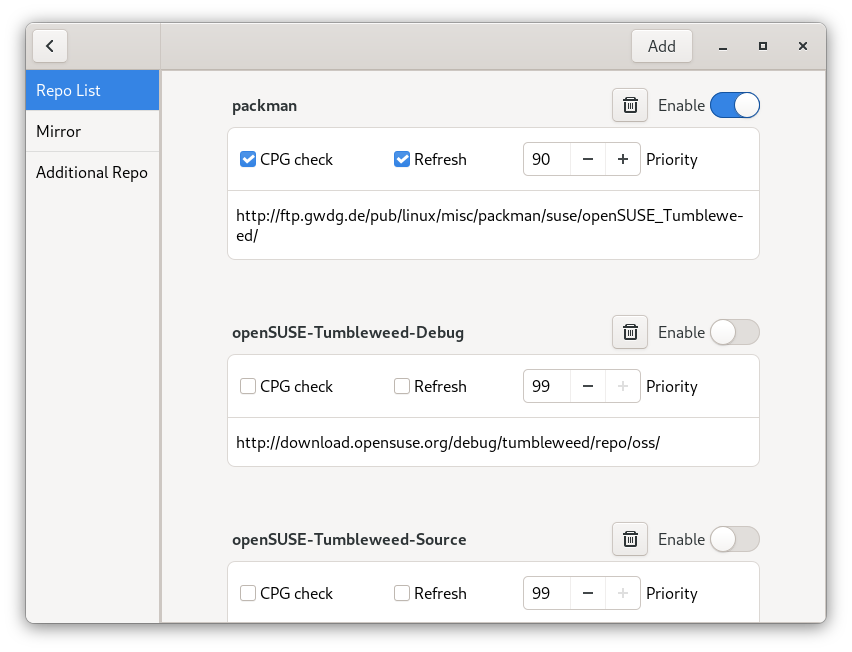 Add
Repo List
Mirror
Additional Repo
packman Enable
CPG check Refresh 90 Priority
http://ftp.gwdg.de/pub/linux/misc/packman/suse/openSUSE_Tumblewe-
ed/
openSUSE-Tumbleweed-Debug Enable
CPG check Refresh 99 Priority
http://download.opensuse.org/debug/tumbleweed/repo/oss/
openSUSE-Tumbleweed-Source Enable
CPG check Refresh 99 Priority